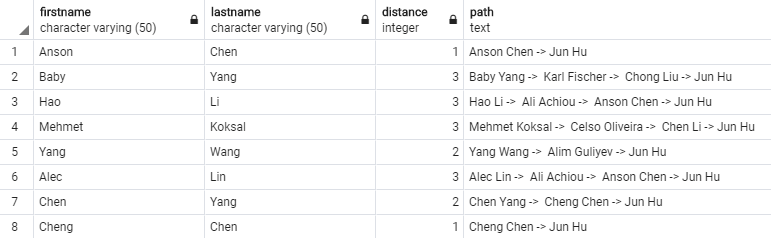 firstname lastname distance path
character varying (50) character varying (50) integer text
1 Anson Chen 1 Anson Chen -> Jun Hu
2 Baby Yang 3 Baby Yang -> Karl Fischer -> Chong Liu -> Jun Hu
3 Hao Li 3 Hao Li -> Ali Achiou -> Anson Chen -> Jun Hu
4 Mehmet Koksal 3 Mehmet Koksal -> Celso Oliveira -> Chen Li -> Jun Hu
5 Yang Wang 2 Yang Wang -> Alim Guliyev -> Jun Hu
6 Alec Lin 3 Alec Lin -> Ali Achiou -> Anson Chen -> Jun Hu
7 Chen Yang 2 Chen Yang -> Cheng Chen -> Jun Hu
8 Cheng Chen 1 Cheng Chen -> Jun Hu